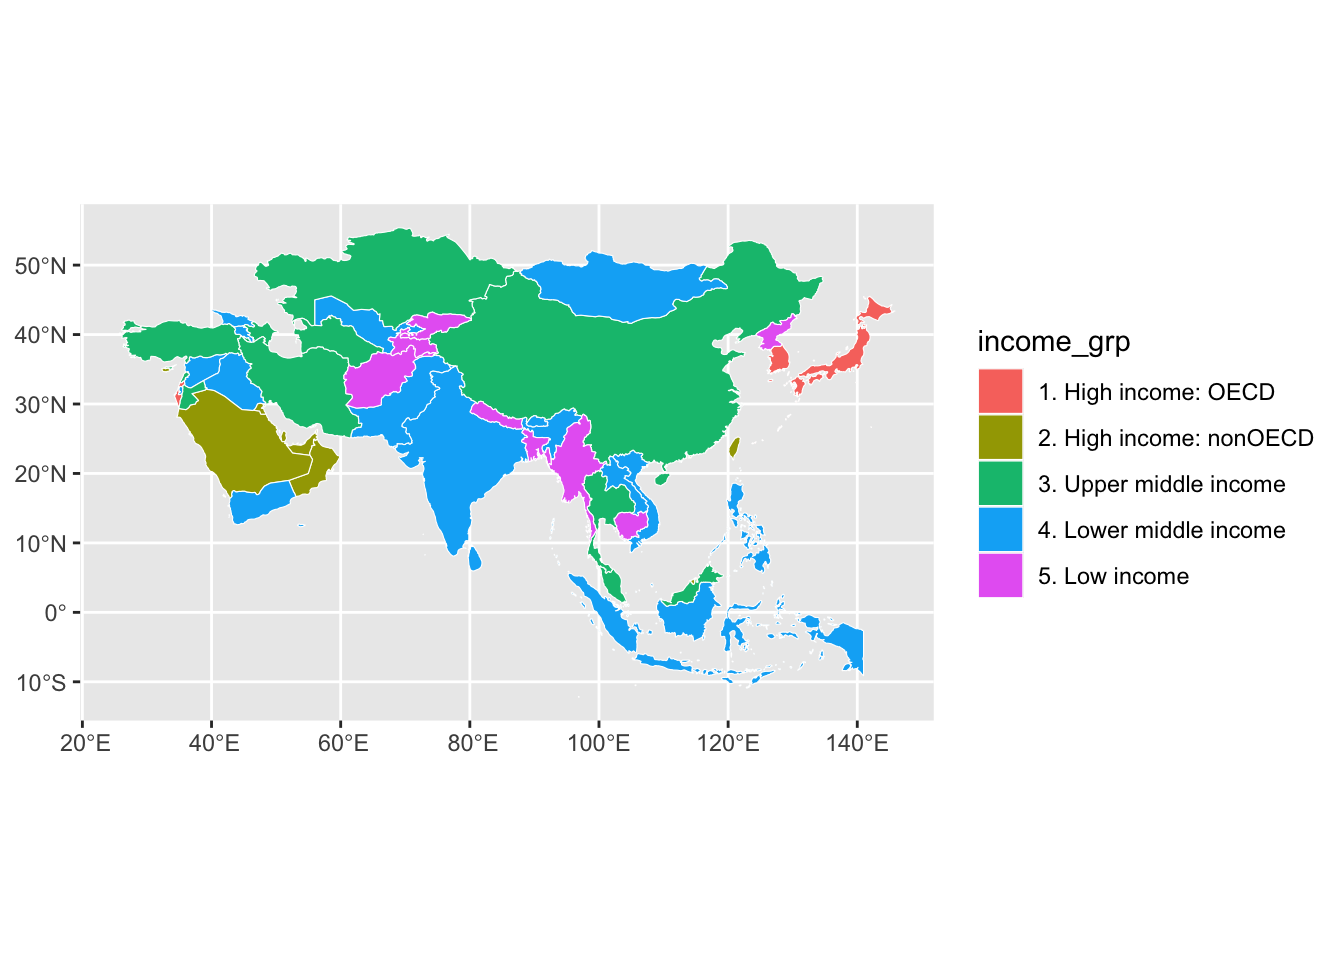 50°N
40°N
30°N
20°N
10°N
0°
10°S
20°E
40°E
60°E
80°E
100°E
120°E
140°E
income_grp
1. High income: OECD
2. High income: nonOECD
3. Upper middle income
4. Lower middle income
5. Low income